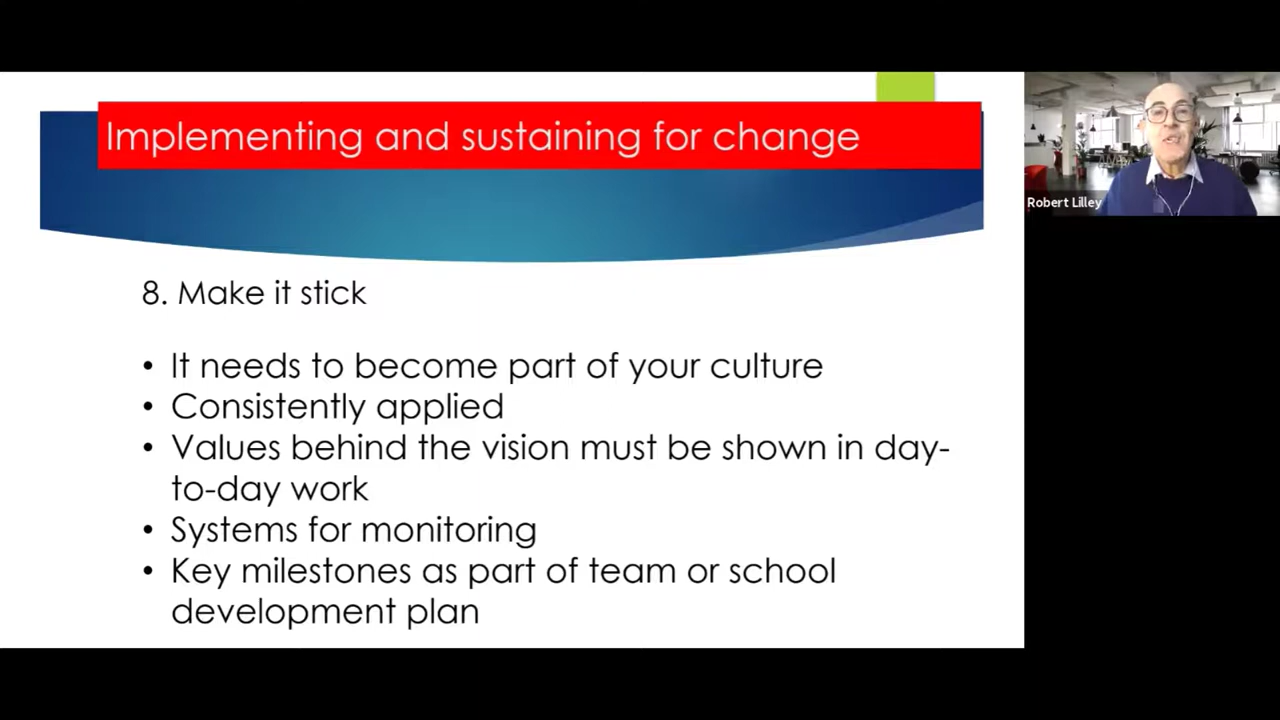 Implementing and sustaining for change
Robert Lilley
8. Make it stick
• It needs to become part of your culture
• Consistently applied
• Values behind the vision must be shown in day-
to-day work
• Systems for monitoring
• Key milestones as part of team or school
development plan